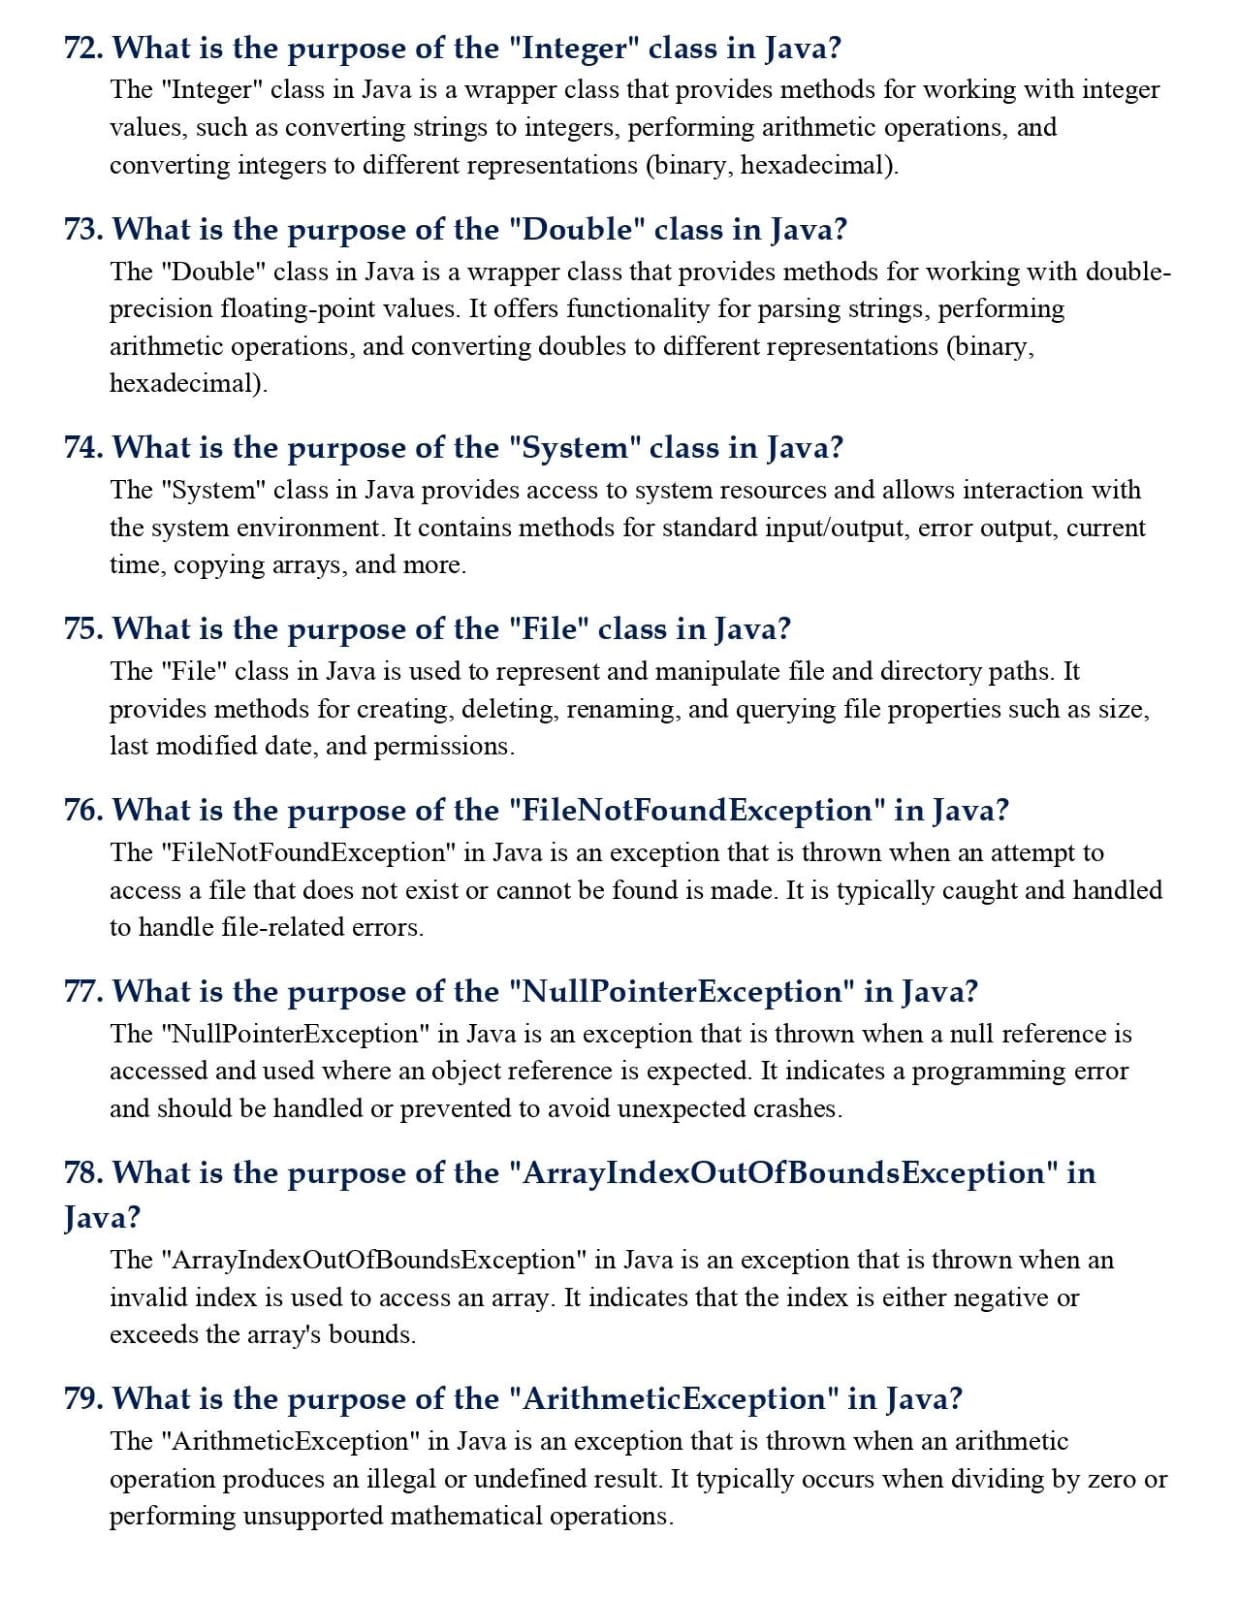 72. What is the purpose of the "Integer" class in Java?
The "Integer" class in Java is a wrapper class that provides methods for working with integer
values, such as converting strings to integers, performing arithmetic operations, and
converting integers to different representations (binary, hexadecimal).
73. What is the purpose of the "Double" class in Java?
The "Double" class in Java is a wrapper class that provides methods for working with double-
precision floating-point values. It offers functionality for parsing strings, performing
arithmetic operations, and converting doubles to different representations (binary,
hexadecimal).
74. What is the purpose of the "System" class in Java?
The "System" class in Java provides access to system resources and allows interaction with
the system environment. It contains methods for standard input/output, error output, current
time, copying arrays, and more.
75. What is the purpose of the "File" class in Java?
The "File" class in Java is used to represent and manipulate file and directory paths. It
provides methods for creating, deleting, renaming, and querying file properties such as size,
last modified date, and permissions.
76. What is the purpose of the "FileNotFoundException" in Java?
The "FileNotFoundException" in Java is an exception that is thrown when an attempt to
access a file that does not exist or cannot be found is made. It is typically caught and handled
to handle file-related errors.
77. What is the purpose of the "NullPointerException" in Java?
The "NullPointerException" in Java is an exception that is thrown when a null reference is
accessed and used where an object reference is expected. It indicates a programming error
and should be handled or prevented to avoid unexpected crashes.
78. What is the purpose of the "ArrayIndexOutOfBoundsException" in
Java?
The "ArrayIndexOutOfBoundsException" in Java is an exception that is thrown when an
invalid index is used to access an array. It indicates that the index is either negative or
exceeds the array's bounds.
79. What is the purpose of the "ArithmeticException" in Java?
The "ArithmeticException" in Java is an exception that is thrown when an arithmetic
operation produces an illegal or undefined result. It typically occurs when dividing by zero or
performing unsupported mathematical operations.